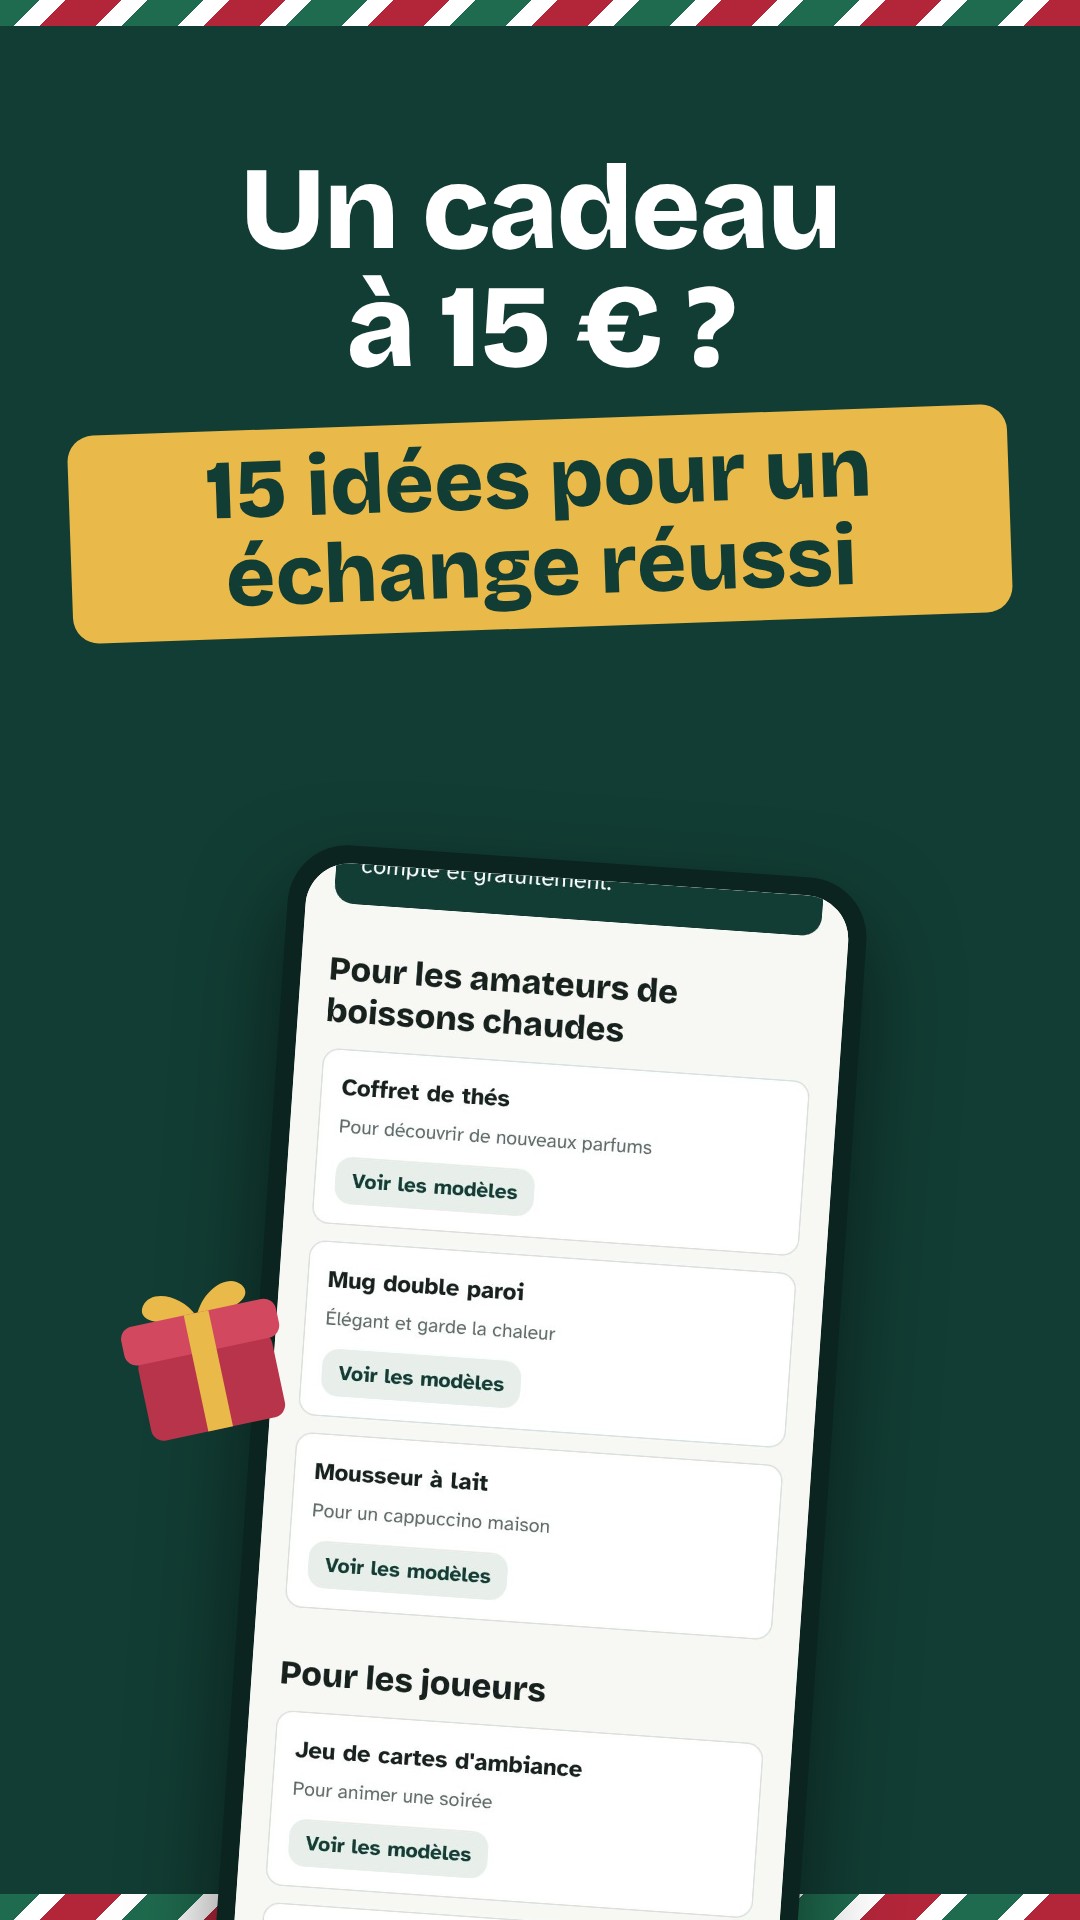 Un cadeau
à 15 € ?
15 idées pour un
échange réussi
compte et gratuitement.
Pour les amateurs de
boissons chaudes
Coffret de thés
Pour découvrir de nouveaux parfums
Voir les modèles
Mug double paroi
Élégant et garde la chaleur
Voir les modèles
Mousseur à lait
Pour un cappuccino maison
Voir les modèles
Pour les joueurs
Jeu de cartes d'ambiance
Pour animer une soirée
Voir les modèles